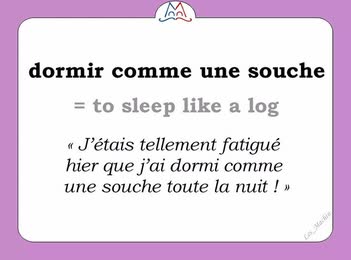 dormir comme une souche
= to sleep like a log
« J’étais tellement fatigué
hier que j’ai dormi comme
une souche toute la nuit ! »